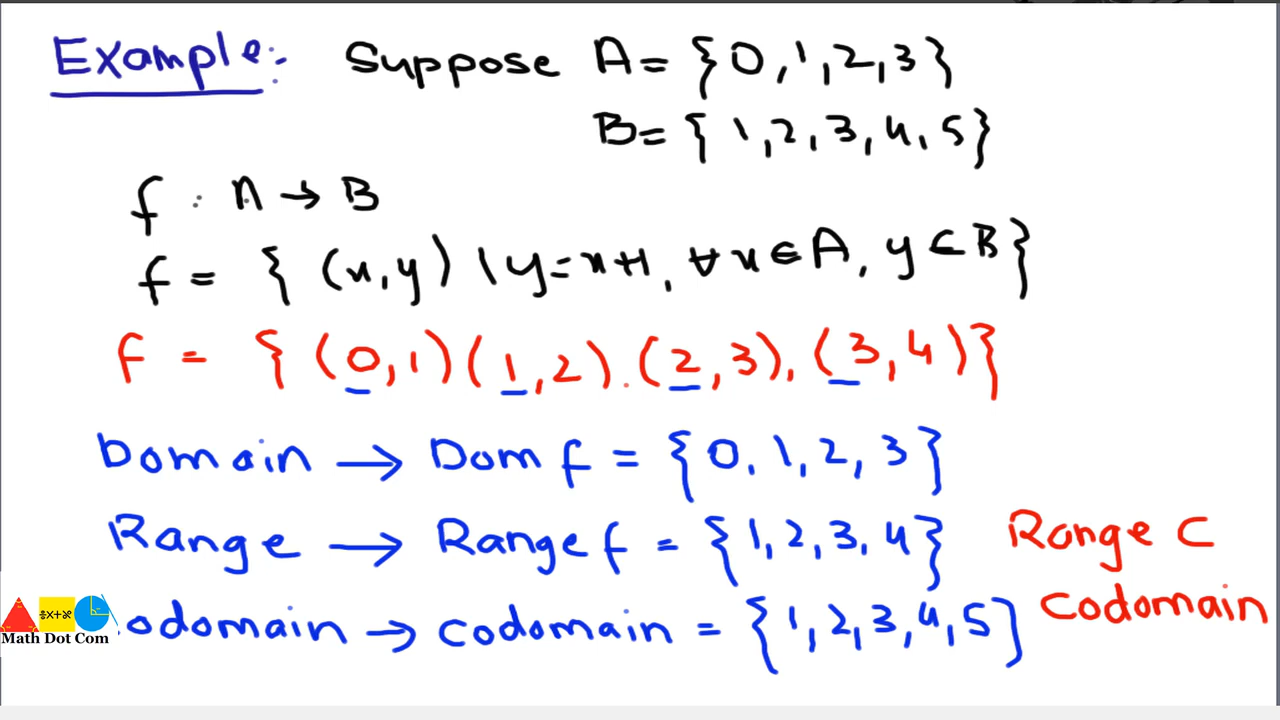 Example:- Suppose A = {0,1,2,3}
B = {1,2,3,4,5}
f : A → B
f = {(x,y) | y=x+1, ∀x∈A, y∈B}
f = {(0,1)(1,2).(2,3),(3,4)}
Domain → Dom f = {0,1,2,3}
Range → Range f = {1,2,3,4}
Range ⊂
odomain → codomain = {1,2,3,4,5}
codomain
÷x+×
Math Dot Com